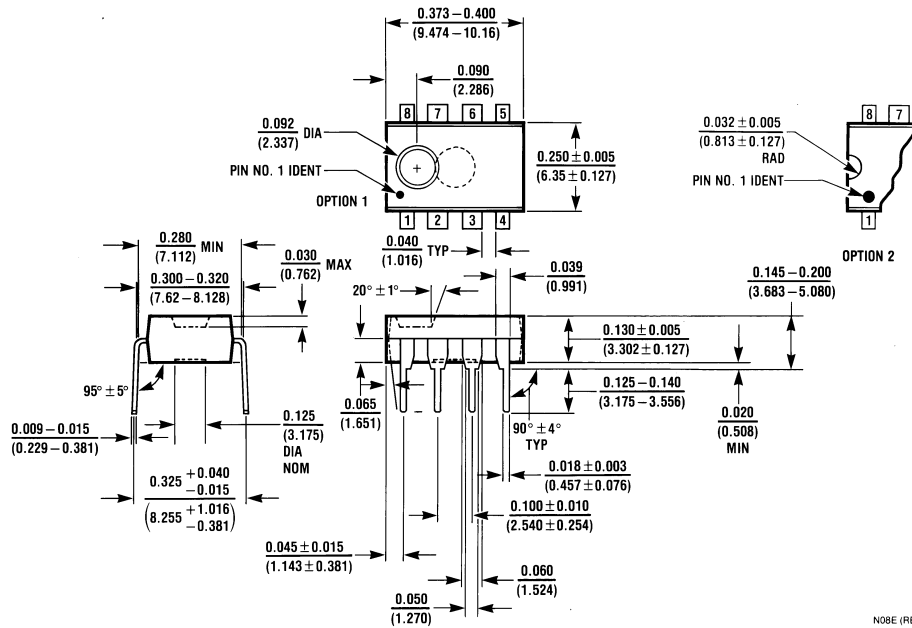 0.373 – 0.400
(9.474 – 10.16)
0.090
(2.286)
8 7 6 5
0.092
(2.337)
DIA
PIN NO. 1 IDENT
OPTION 1
0.250 ± 0.005
(6.35 ± 0.127)
1 2 3 4
8 7
0.032 ± 0.005
(0.813 ± 0.127)
RAD
PIN NO. 1 IDENT
1
OPTION 2
0.280
(7.112)
MIN
0.300 – 0.320
(7.62 – 8.128)
0.030
(0.762)
MAX
0.040
(1.016)
TYP
0.039
(0.991)
20° ± 1°
0.145 – 0.200
(3.683 – 5.080)
0.130 ± 0.005
(3.302 ± 0.127)
0.125 – 0.140
(3.175 – 3.556)
0.020
(0.508)
MIN
95° ± 5°
0.009 – 0.015
(0.229 – 0.381)
0.125
(3.175)
DIA
NOM
0.065
(1.651)
90° ± 4°
TYP
0.018 ± 0.003
(0.457 ± 0.076)
0.325 +0.040
−0.015
(8.255 +1.016
−0.381)
0.100 ± 0.010
(2.540 ± 0.254)
0.045 ± 0.015
(1.143 ± 0.381)
0.060
(1.524)
0.050
(1.270)
N08E (RE